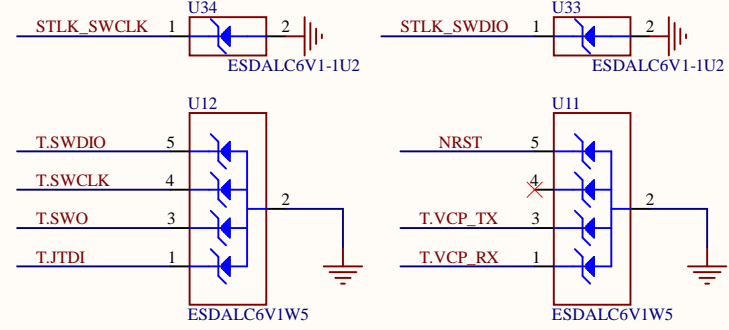 U34 U33
STLK_SWCLK 1 2 STLK_SWDIO 1 2
ESDALC6V1-1U2 ESDALC6V1-1U2
U12 U11
T.SWDIO 5 NRST 5
T.SWCLK 4 4
2 2
T.SWO 3 T.VCP_TX 3
T.JTDI 1 T.VCP_RX 1
ESDALC6V1W5 ESDALC6V1W5